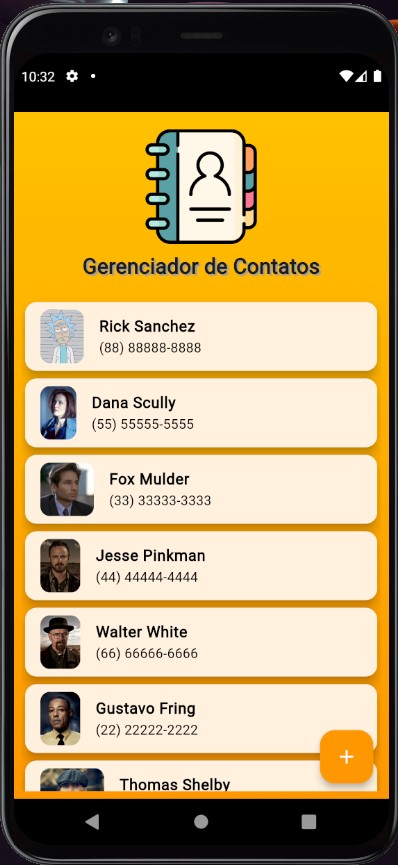 10:32
Gerenciador de Contatos
Rick Sanchez
(88) 88888-8888
Dana Scully
(55) 55555-5555
Fox Mulder
(33) 33333-3333
Jesse Pinkman
(44) 44444-4444
Walter White
(66) 66666-6666
Gustavo Fring
(22) 22222-2222
+
Thomas Shelby